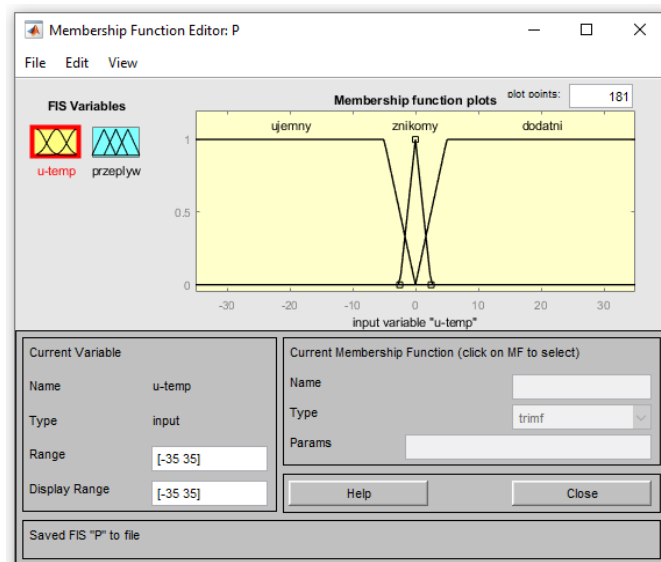 Membership Function Editor: P
File Edit View
FIS Variables
u-temp przeplyw
Membership function plots plot points: 181
ujemny znikomy dodatni
1
0.5
0
-30 -20 -10 0 10 20 30
input variable "u-temp"
Current Variable
Name u-temp
Type input
Range [-35 35]
Display Range [-35 35]
Current Membership Function (click on MF to select)
Name
Type trimf
Params
Help Close
Saved FIS "P" to file